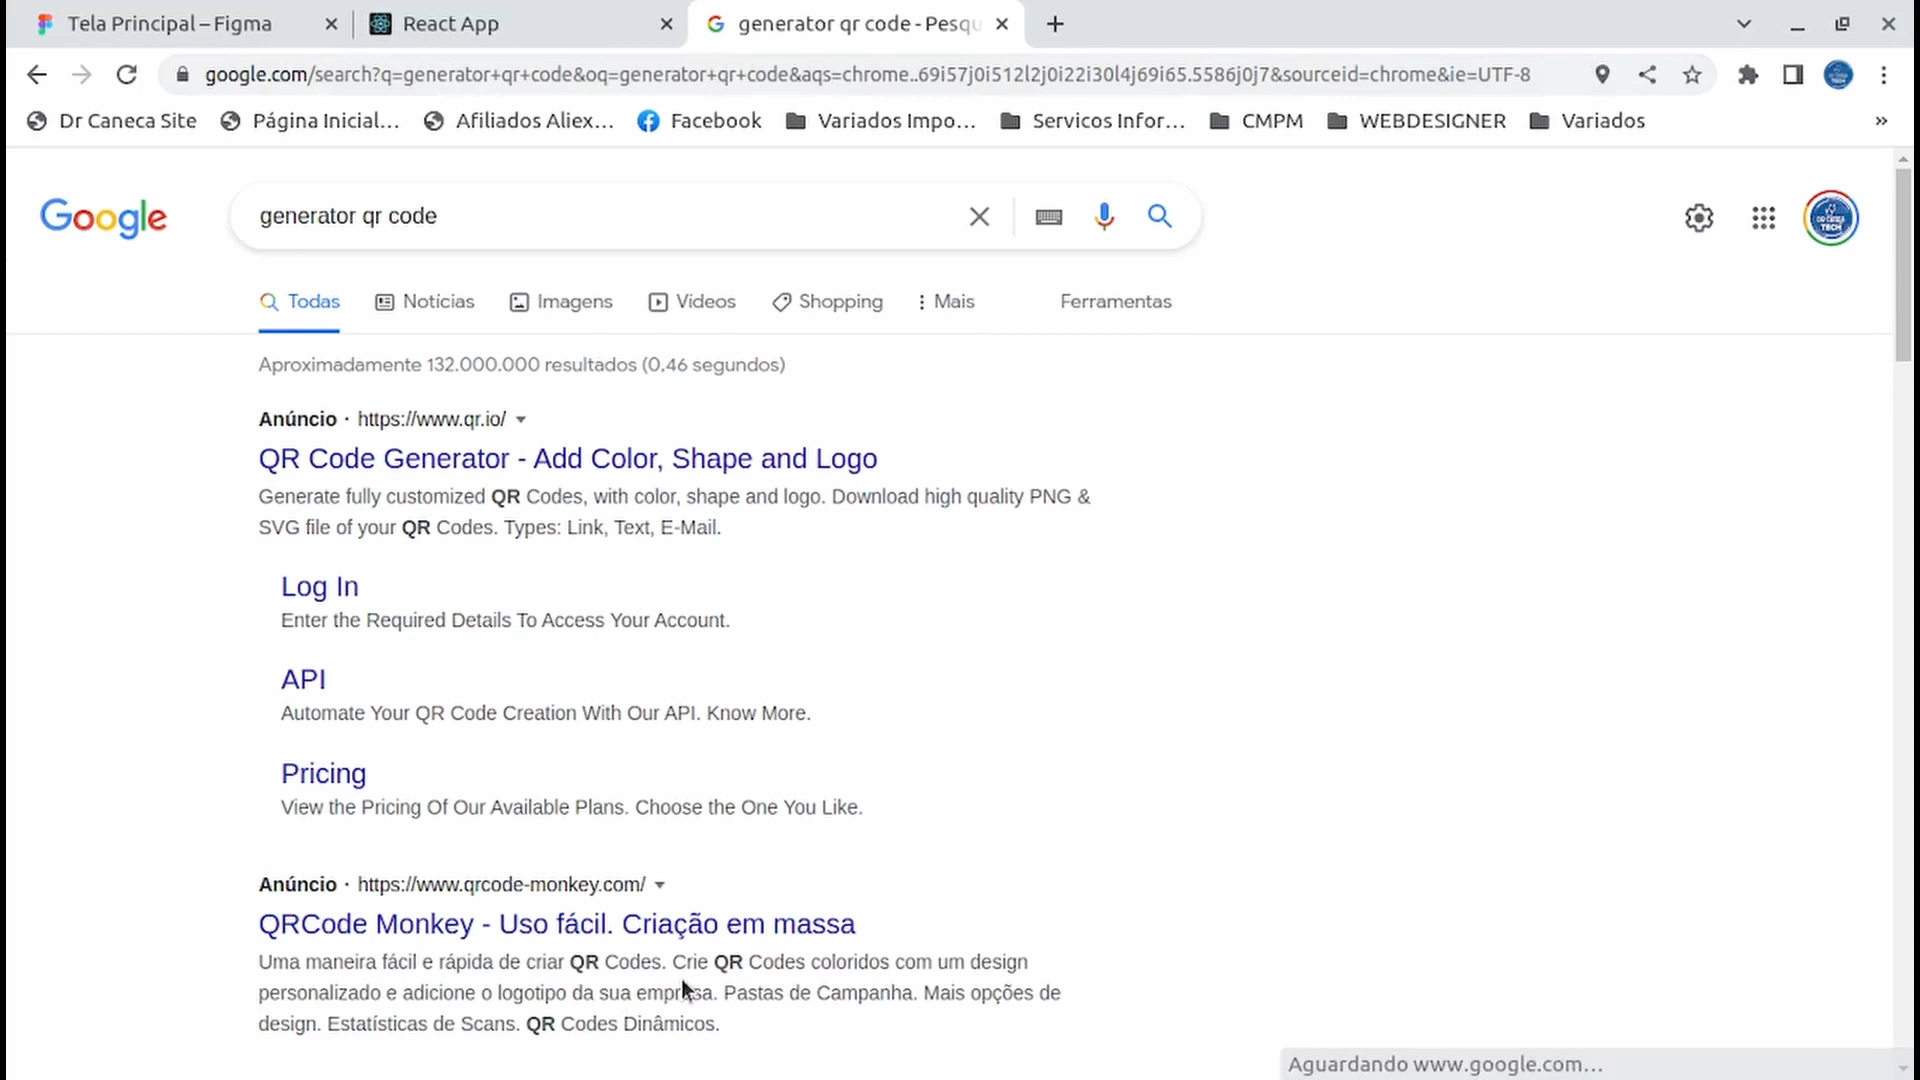 Tela Principal – Figma
React App
generator qr code - Pesqu
google.com/search?q=generator+qr+code&oq=generator+qr+code&aqs=chrome..69i57j0i512l2j0i22i30l4j69i65.5586j0j7&sourceid=chrome&ie=UTF-8
Dr Caneca Site Página Inicial... Afiliados Aliex... Facebook Variados Impo... Servicos Infor... CMPM WEBDESIGNER Variados »
Google
generator qr code
Todas Notícias Imagens Vídeos Shopping Mais Ferramentas
Aproximadamente 132.000.000 resultados (0,46 segundos)
Anúncio · https://www.qr.io/
QR Code Generator - Add Color, Shape and Logo
Generate fully customized QR Codes, with color, shape and logo. Download high quality PNG &
SVG file of your QR Codes. Types: Link, Text, E-Mail.
Log In
Enter the Required Details To Access Your Account.
API
Automate Your QR Code Creation With Our API. Know More.
Pricing
View the Pricing Of Our Available Plans. Choose the One You Like.
Anúncio · https://www.qrcode-monkey.com/
QRCode Monkey - Uso fácil. Criação em massa
Uma maneira fácil e rápida de criar QR Codes. Crie QR Codes coloridos com um design
personalizado e adicione o logotipo da sua empresa. Pastas de Campanha. Mais opções de
design. Estatísticas de Scans. QR Codes Dinâmicos.
Aguardando www.google.com...